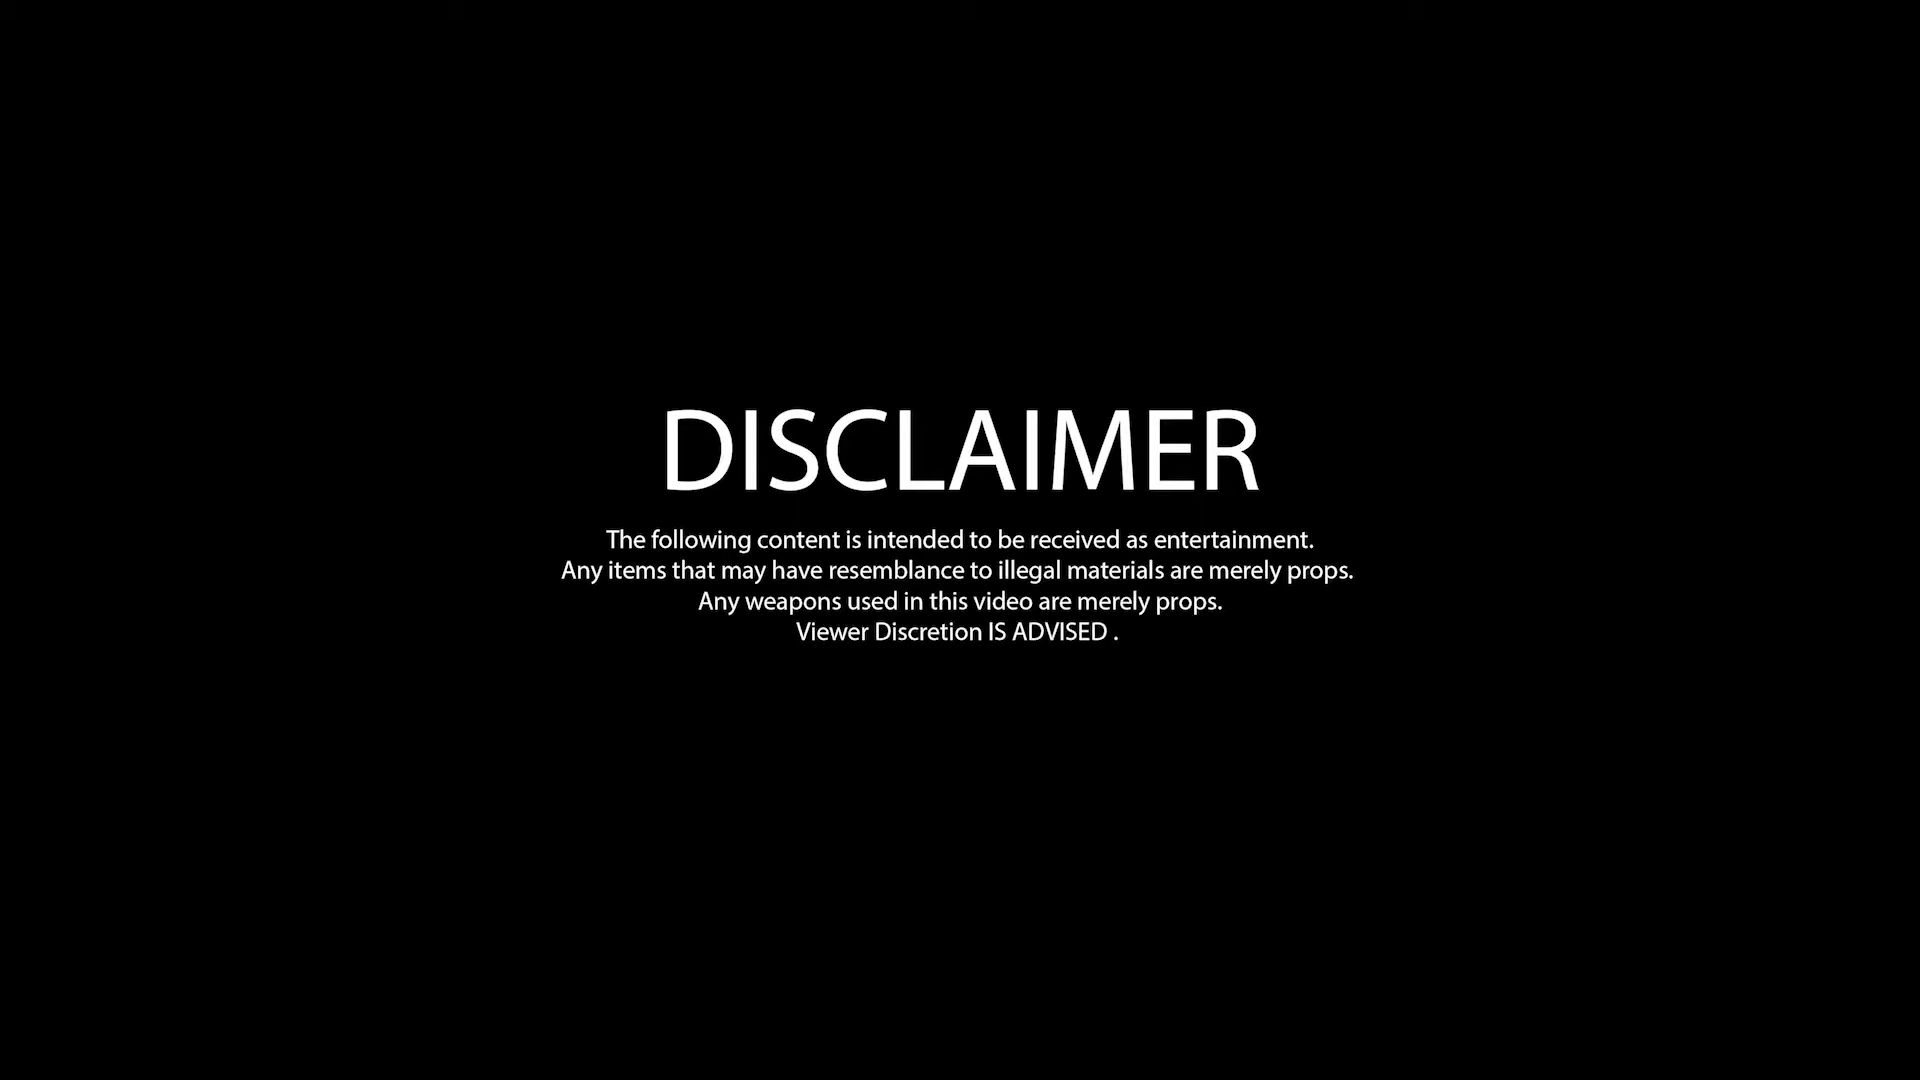 DISCLAIMER
The following content is intended to be received as entertainment.
Any items that may have resemblance to illegal materials are merely props.
Any weapons used in this video are merely props.
Viewer Discretion IS ADVISED .